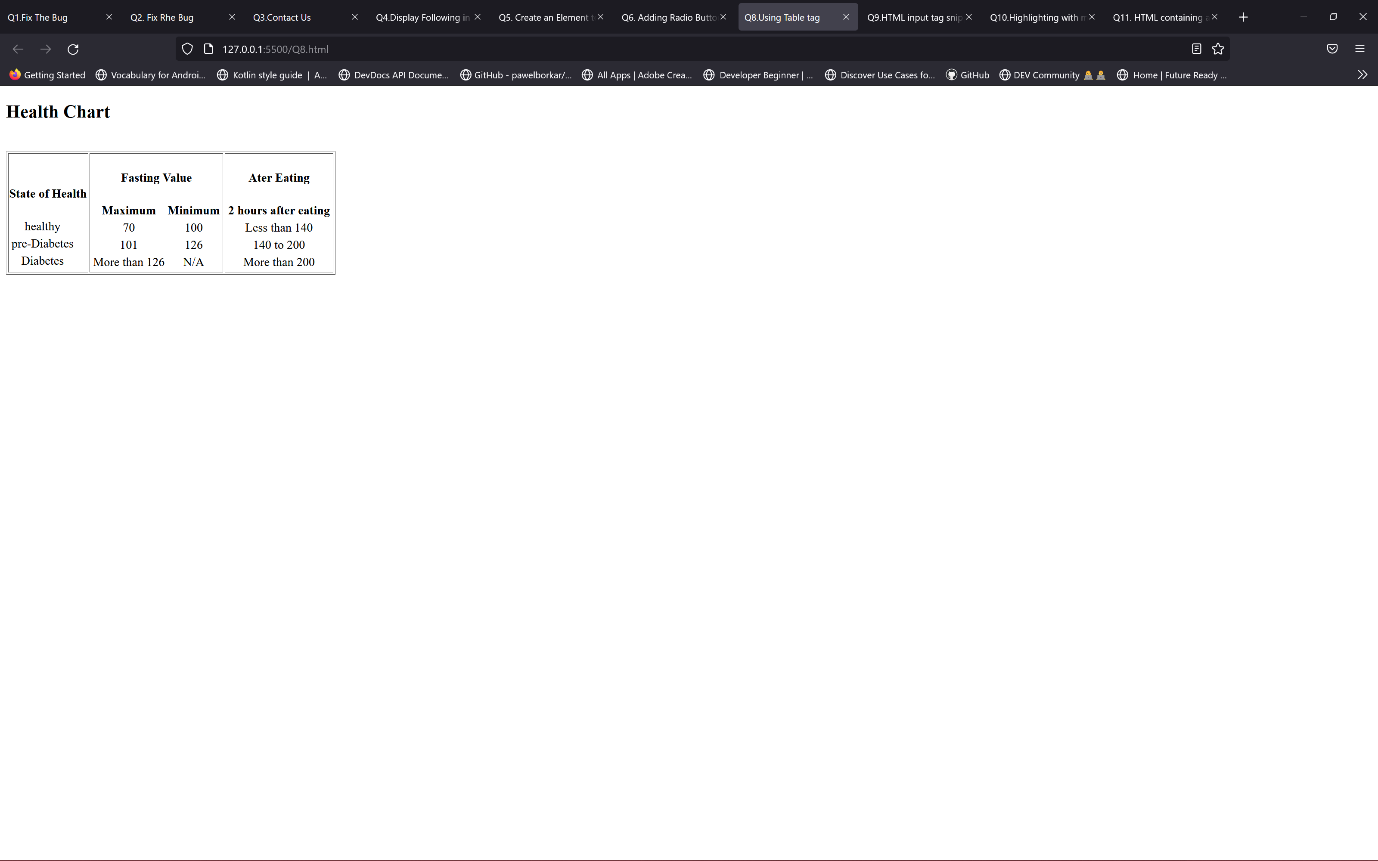 Q1.Fix The Bug Q2. Fix Rhe Bug Q3.Contact Us Q4.Display Following in Q5. Create an Element t Q6. Adding Radio Butto Q8.Using Table tag Q9.HTML input tag snip Q10.Highlighting with m Q11. HTML containing a
127.0.0.1:5500/Q8.html
Getting Started Vocabulary for Androi... Kotlin style guide | A... DevDocs API Docume... GitHub - pawelborkar/... All Apps | Adobe Crea... Developer Beginner | ... Discover Use Cases fo... GitHub DEV Community Home | Future Ready ...
Health Chart
Fasting Value Ater Eating
State of Health
Maximum Minimum 2 hours after eating
healthy 70 100 Less than 140
pre-Diabetes 101 126 140 to 200
Diabetes More than 126 N/A More than 200